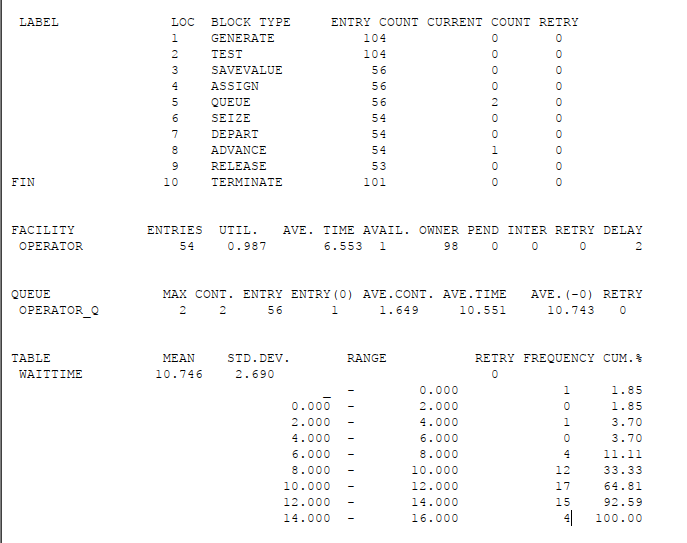 LABEL LOC BLOCK TYPE ENTRY COUNT CURRENT COUNT RETRY
1 GENERATE 104 0 0
2 TEST 104 0 0
3 SAVEVALUE 56 0 0
4 ASSIGN 56 0 0
5 QUEUE 56 2 0
6 SEIZE 54 0 0
7 DEPART 54 0 0
8 ADVANCE 54 1 0
9 RELEASE 53 0 0
FIN 10 TERMINATE 101 0 0
FACILITY ENTRIES UTIL. AVE. TIME AVAIL. OWNER PEND INTER RETRY DELAY
OPERATOR 54 0.987 6.553 1 98 0 0 0 2
QUEUE MAX CONT. ENTRY ENTRY(0) AVE.CONT. AVE.TIME AVE.(-0) RETRY
OPERATOR_Q 2 2 56 1 1.649 10.551 10.743 0
TABLE MEAN STD.DEV. RANGE RETRY FREQUENCY CUM.%
WAITTIME 10.746 2.690 0
_ - 0.000 1 1.85
0.000 - 2.000 0 1.85
2.000 - 4.000 1 3.70
4.000 - 6.000 0 3.70
6.000 - 8.000 4 11.11
8.000 - 10.000 12 33.33
10.000 - 12.000 17 64.81
12.000 - 14.000 15 92.59
14.000 - 16.000 4 100.00